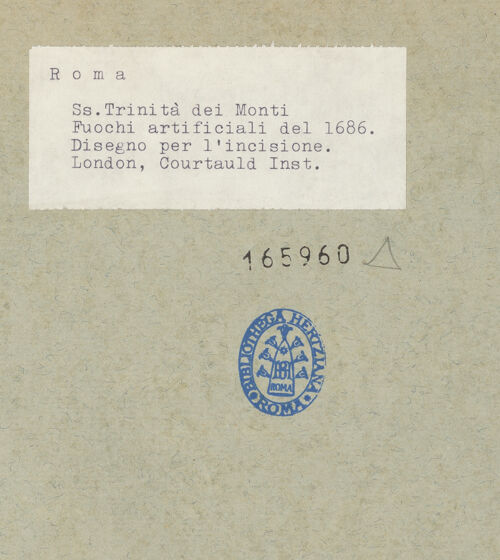 Roma
Ss.Trinità dei Monti
Fuochi artificiali del 1686.
Disegno per l'incisione.
London, Courtauld Inst.
165960
BIBLIOTHECA HERTZIANA
ROMA
ROMA